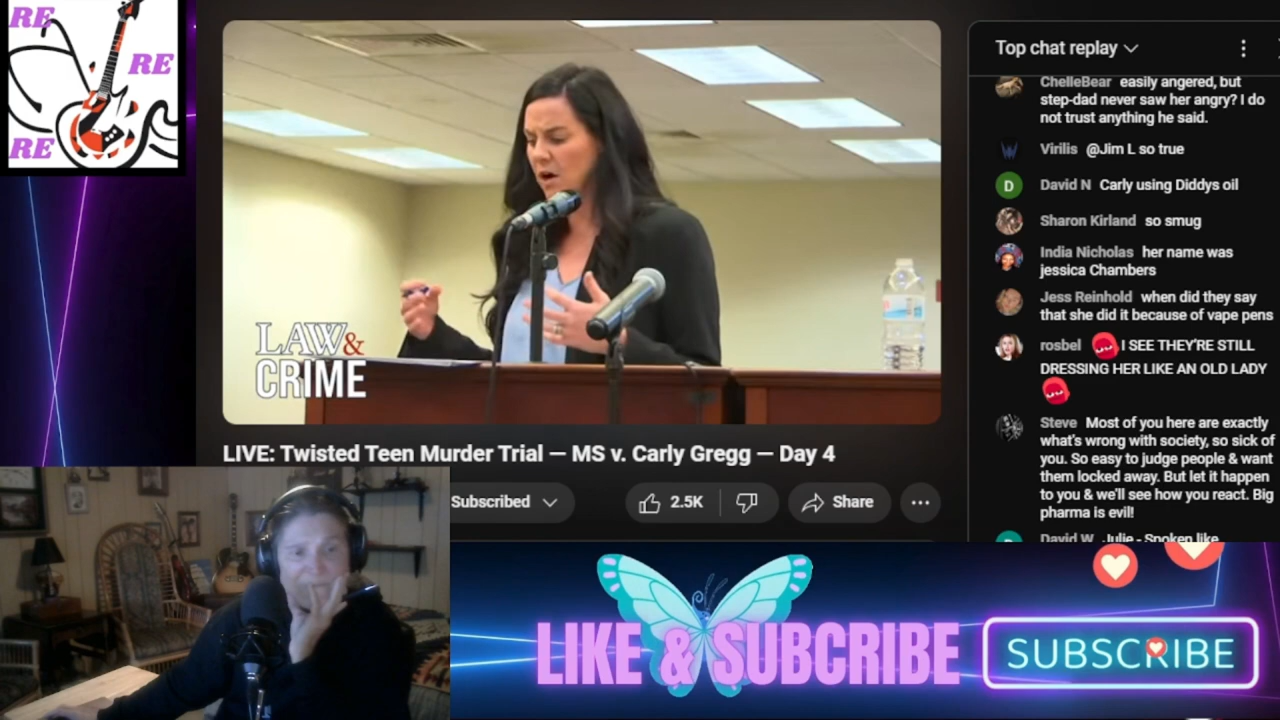 RE
RE
RE
LAW&
CRIME
LIVE: Twisted Teen Murder Trial — MS v. Carly Gregg — Day 4
Subscribed
2.5K
Share
Top chat replay
ChelleBear easily angered, but
step-dad never saw her angry? I do
not trust anything he said.
Virilis @Jim L so true
D
David N Carly using Diddys oil
Sharon Kirland so smug
India Nicholas her name was
jessica Chambers
Jess Reinhold when did they say
that she did it because of vape pens
rosbel I SEE THEY'RE STILL
DRESSING HER LIKE AN OLD LADY
Steve Most of you here are exactly
what's wrong with society, so sick of
you. So easy to judge people & want
them locked away. But let it happen
to you & we'll see how you react. Big
pharma is evil!
David W Julie - Spoken like
LIKE & SUBCRIBE
SUBSCRIBE